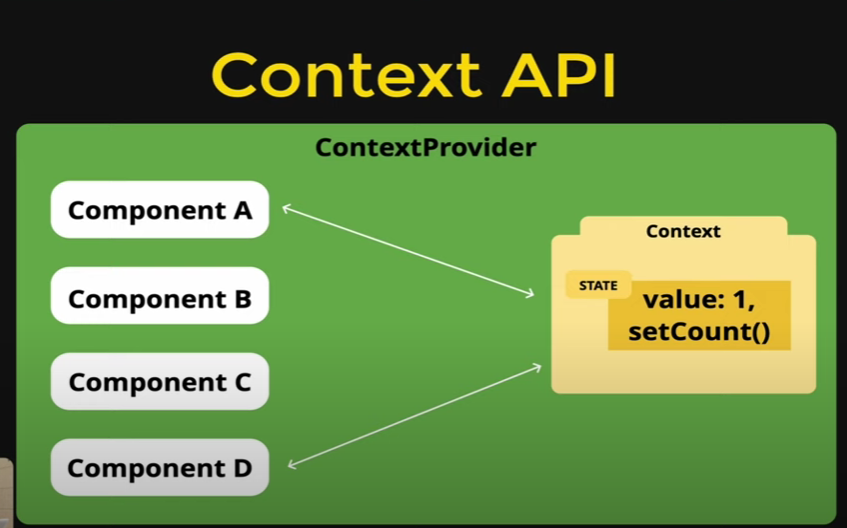 Context API
ContextProvider
Component A
Component B
Component C
Component D
Context
STATE
value: 1,
setCount()